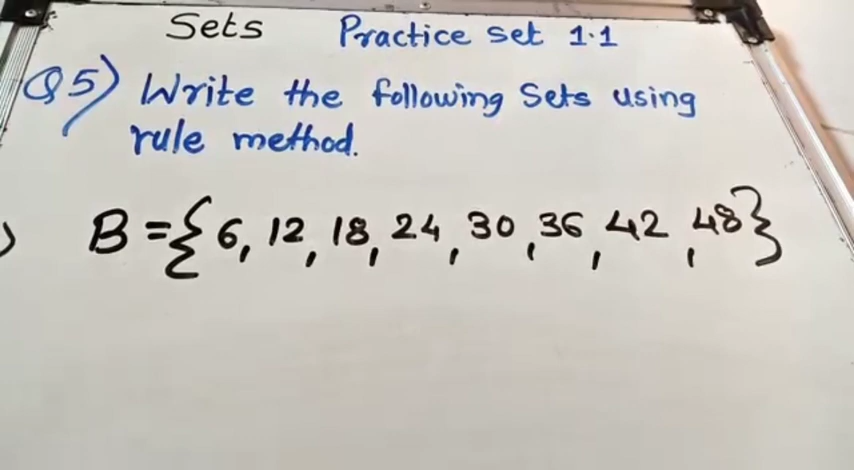 Sets Practice set 1.1
Q5) Write the following Sets using
rule method.
) B = {6, 12, 18, 24, 30, 36, 42, 48}